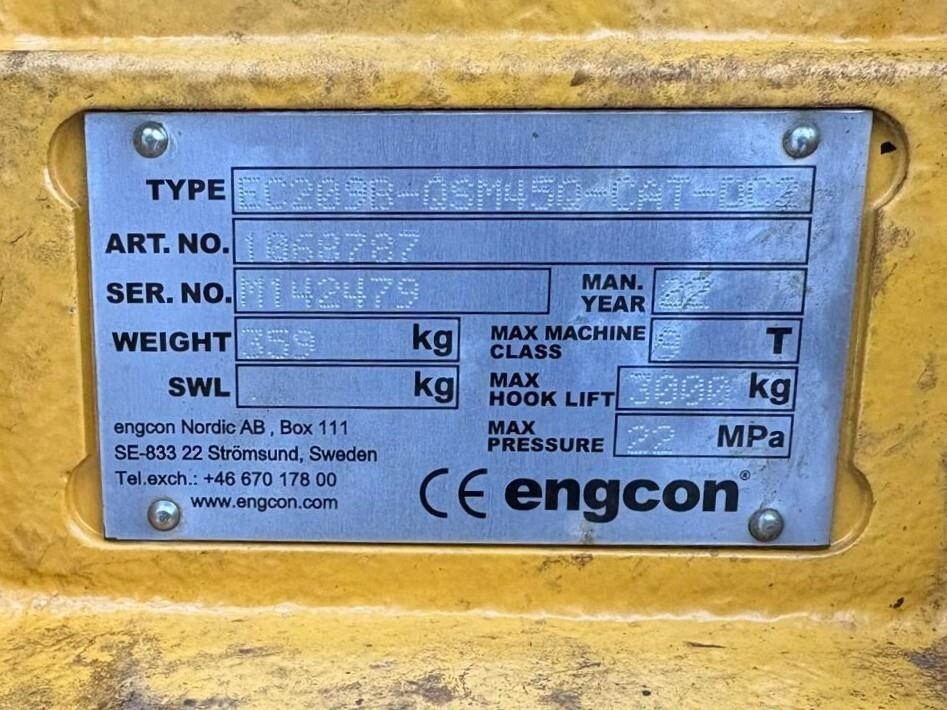 TYPE EC209B-QSM45D-CAT-DC3
ART. NO. 1068787
SER. NO. M142479 MAN. YEAR 22
WEIGHT 359 kg MAX MACHINE CLASS 9 T
SWL kg MAX HOOK LIFT 3000 kg
MAX PRESSURE 22 MPa
engcon Nordic AB , Box 111
SE-833 22 Strömsund, Sweden
Tel.exch.: +46 670 178 00
www.engcon.com
CE engcon®